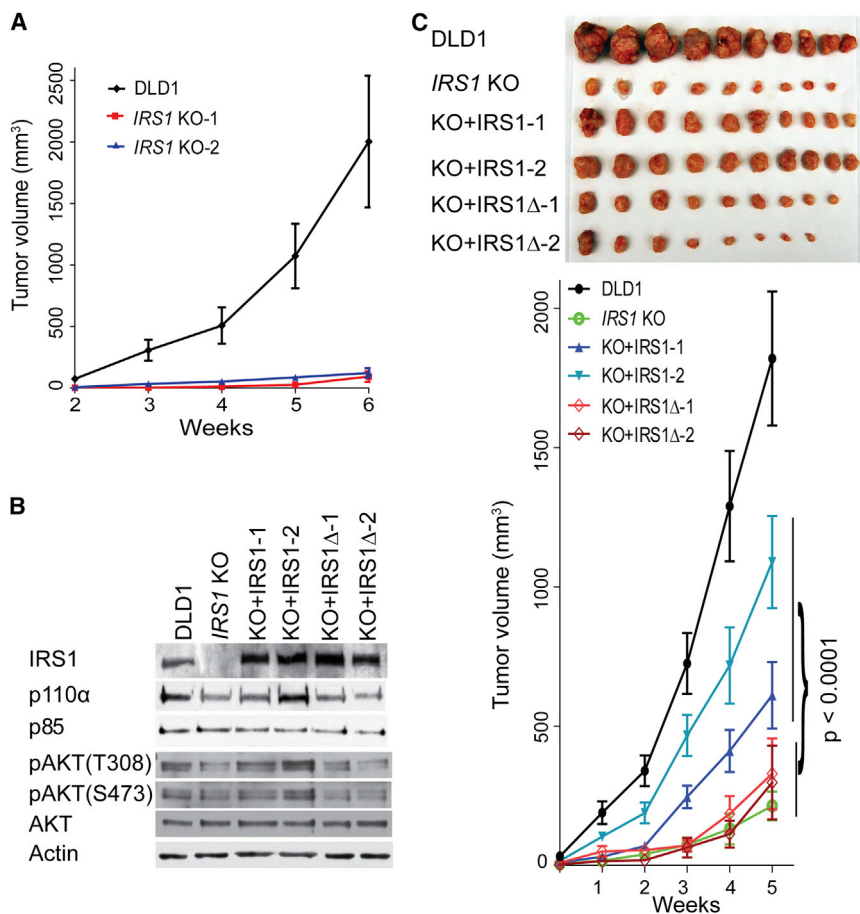 A
Tumor volume (mm³)
2500
2000
1500
1000
500
0
DLD1
IRS1 KO-1
IRS1 KO-2
2 3 4 5 6
Weeks
B
DLD1
IRS1 KO
KO+IRS1-1
KO+IRS1-2
KO+IRS1Δ-1
KO+IRS1Δ-2
IRS1
p110α
p85
pAKT(T308)
pAKT(S473)
AKT
Actin
C
DLD1
IRS1 KO
KO+IRS1-1
KO+IRS1-2
KO+IRS1Δ-1
KO+IRS1Δ-2
DLD1
IRS1 KO
KO+IRS1-1
KO+IRS1-2
KO+IRS1Δ-1
KO+IRS1Δ-2
Tumor volume (mm³)
2000
1500
1000
500
0
1 2 3 4 5
Weeks
p < 0.0001